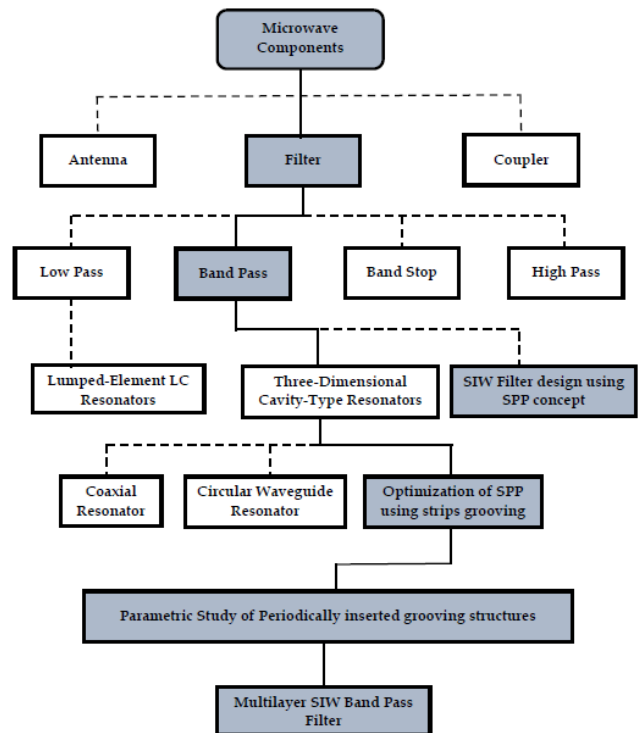 Microwave
Components
Antenna
Filter
Coupler
Low Pass
Band Pass
Band Stop
High Pass
Lumped-Element LC
Resonators
Three-Dimensional
Cavity-Type Resonators
SIW Filter design using
SPP concept
Coaxial
Resonator
Circular Waveguide
Resonator
Optimization of SPP
using strips grooving
Parametric Study of Periodically inserted grooving structures
Multilayer SIW Band Pass
Filter